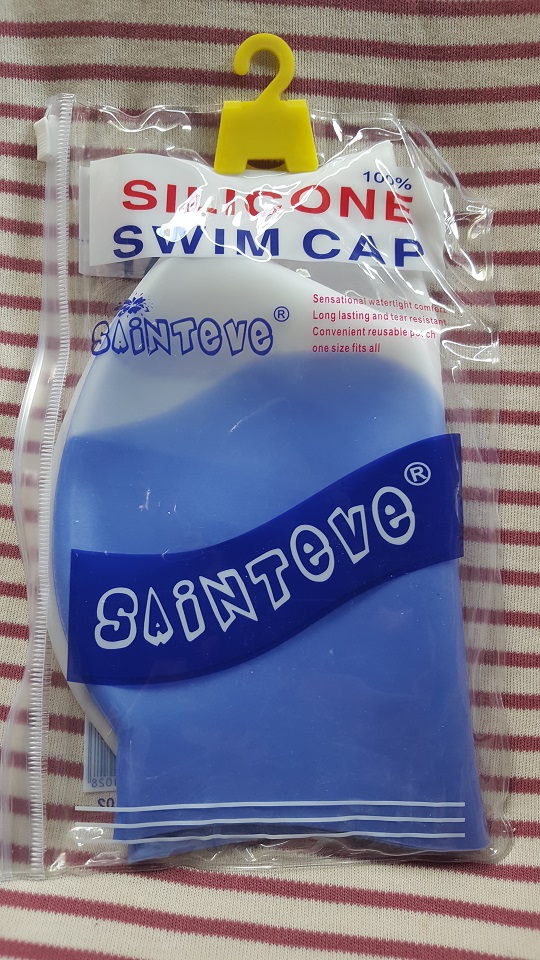 100%
SILICONE
SWIM CAP
SAiNTeVe®
Sensational watertight comfort
Long lasting and tear resistant
Convenient reusable pouch
one size fits all
SAiNTeVe®